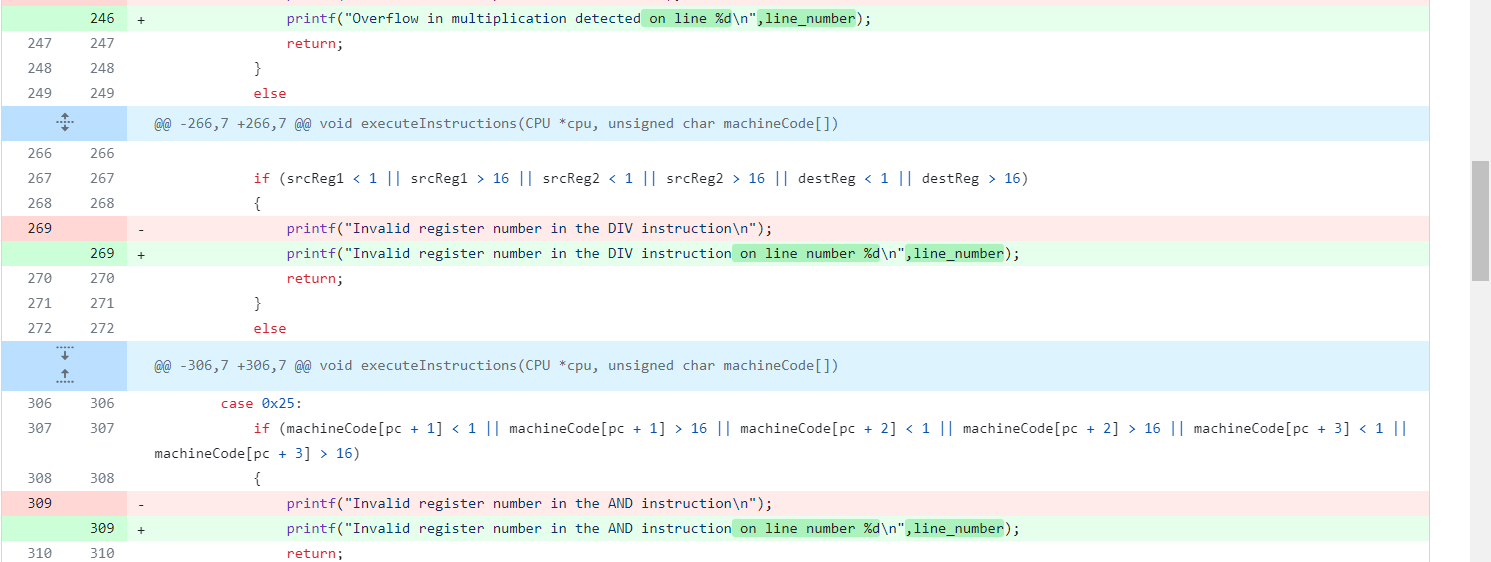 246 + printf("Overflow in multiplication detected on line %d\n",line_number);
247 247 return;
248 248 }
249 249 else
@@ -266,7 +266,7 @@ void executeInstructions(CPU *cpu, unsigned char machineCode[])
266 266
267 267 if (srcReg1 < 1 || srcReg1 > 16 || srcReg2 < 1 || srcReg2 > 16 || destReg < 1 || destReg > 16)
268 268 {
269 - printf("Invalid register number in the DIV instruction\n");
269 + printf("Invalid register number in the DIV instruction on line number %d\n",line_number);
270 270 return;
271 271 }
272 272 else
@@ -306,7 +306,7 @@ void executeInstructions(CPU *cpu, unsigned char machineCode[])
306 306 case 0x25:
307 307 if (machineCode[pc + 1] < 1 || machineCode[pc + 1] > 16 || machineCode[pc + 2] < 1 || machineCode[pc + 2] > 16 || machineCode[pc + 3] < 1 ||
machineCode[pc + 3] > 16)
308 308 {
309 - printf("Invalid register number in the AND instruction\n");
309 + printf("Invalid register number in the AND instruction on line number %d\n",line_number);
310 310 return;